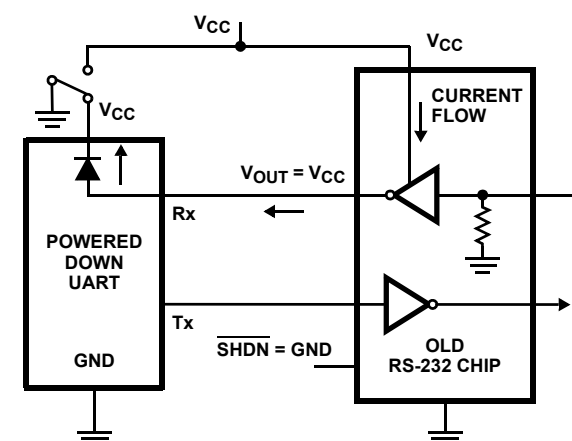 VCC
VCC
CURRENT
FLOW
VCC
VOUT = VCC
Rx
POWERED
DOWN
UART
Tx
SHDN = GND
GND
OLD
RS-232 CHIP